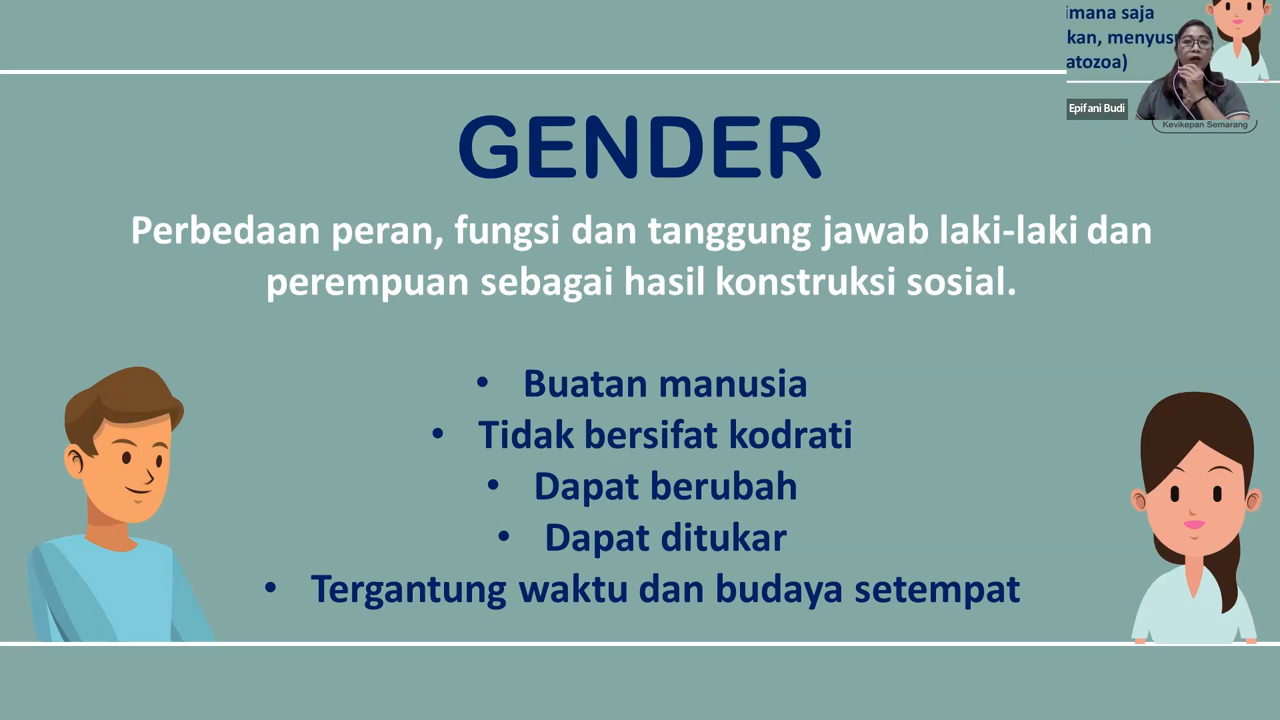 imana saja
kan, menyus
atozoa)
Epifani Budi
Kevikepan Semarang
GENDER
Perbedaan peran, fungsi dan tanggung jawab laki-laki dan
perempuan sebagai hasil konstruksi sosial.
• Buatan manusia
• Tidak bersifat kodrati
• Dapat berubah
• Dapat ditukar
• Tergantung waktu dan budaya setempat